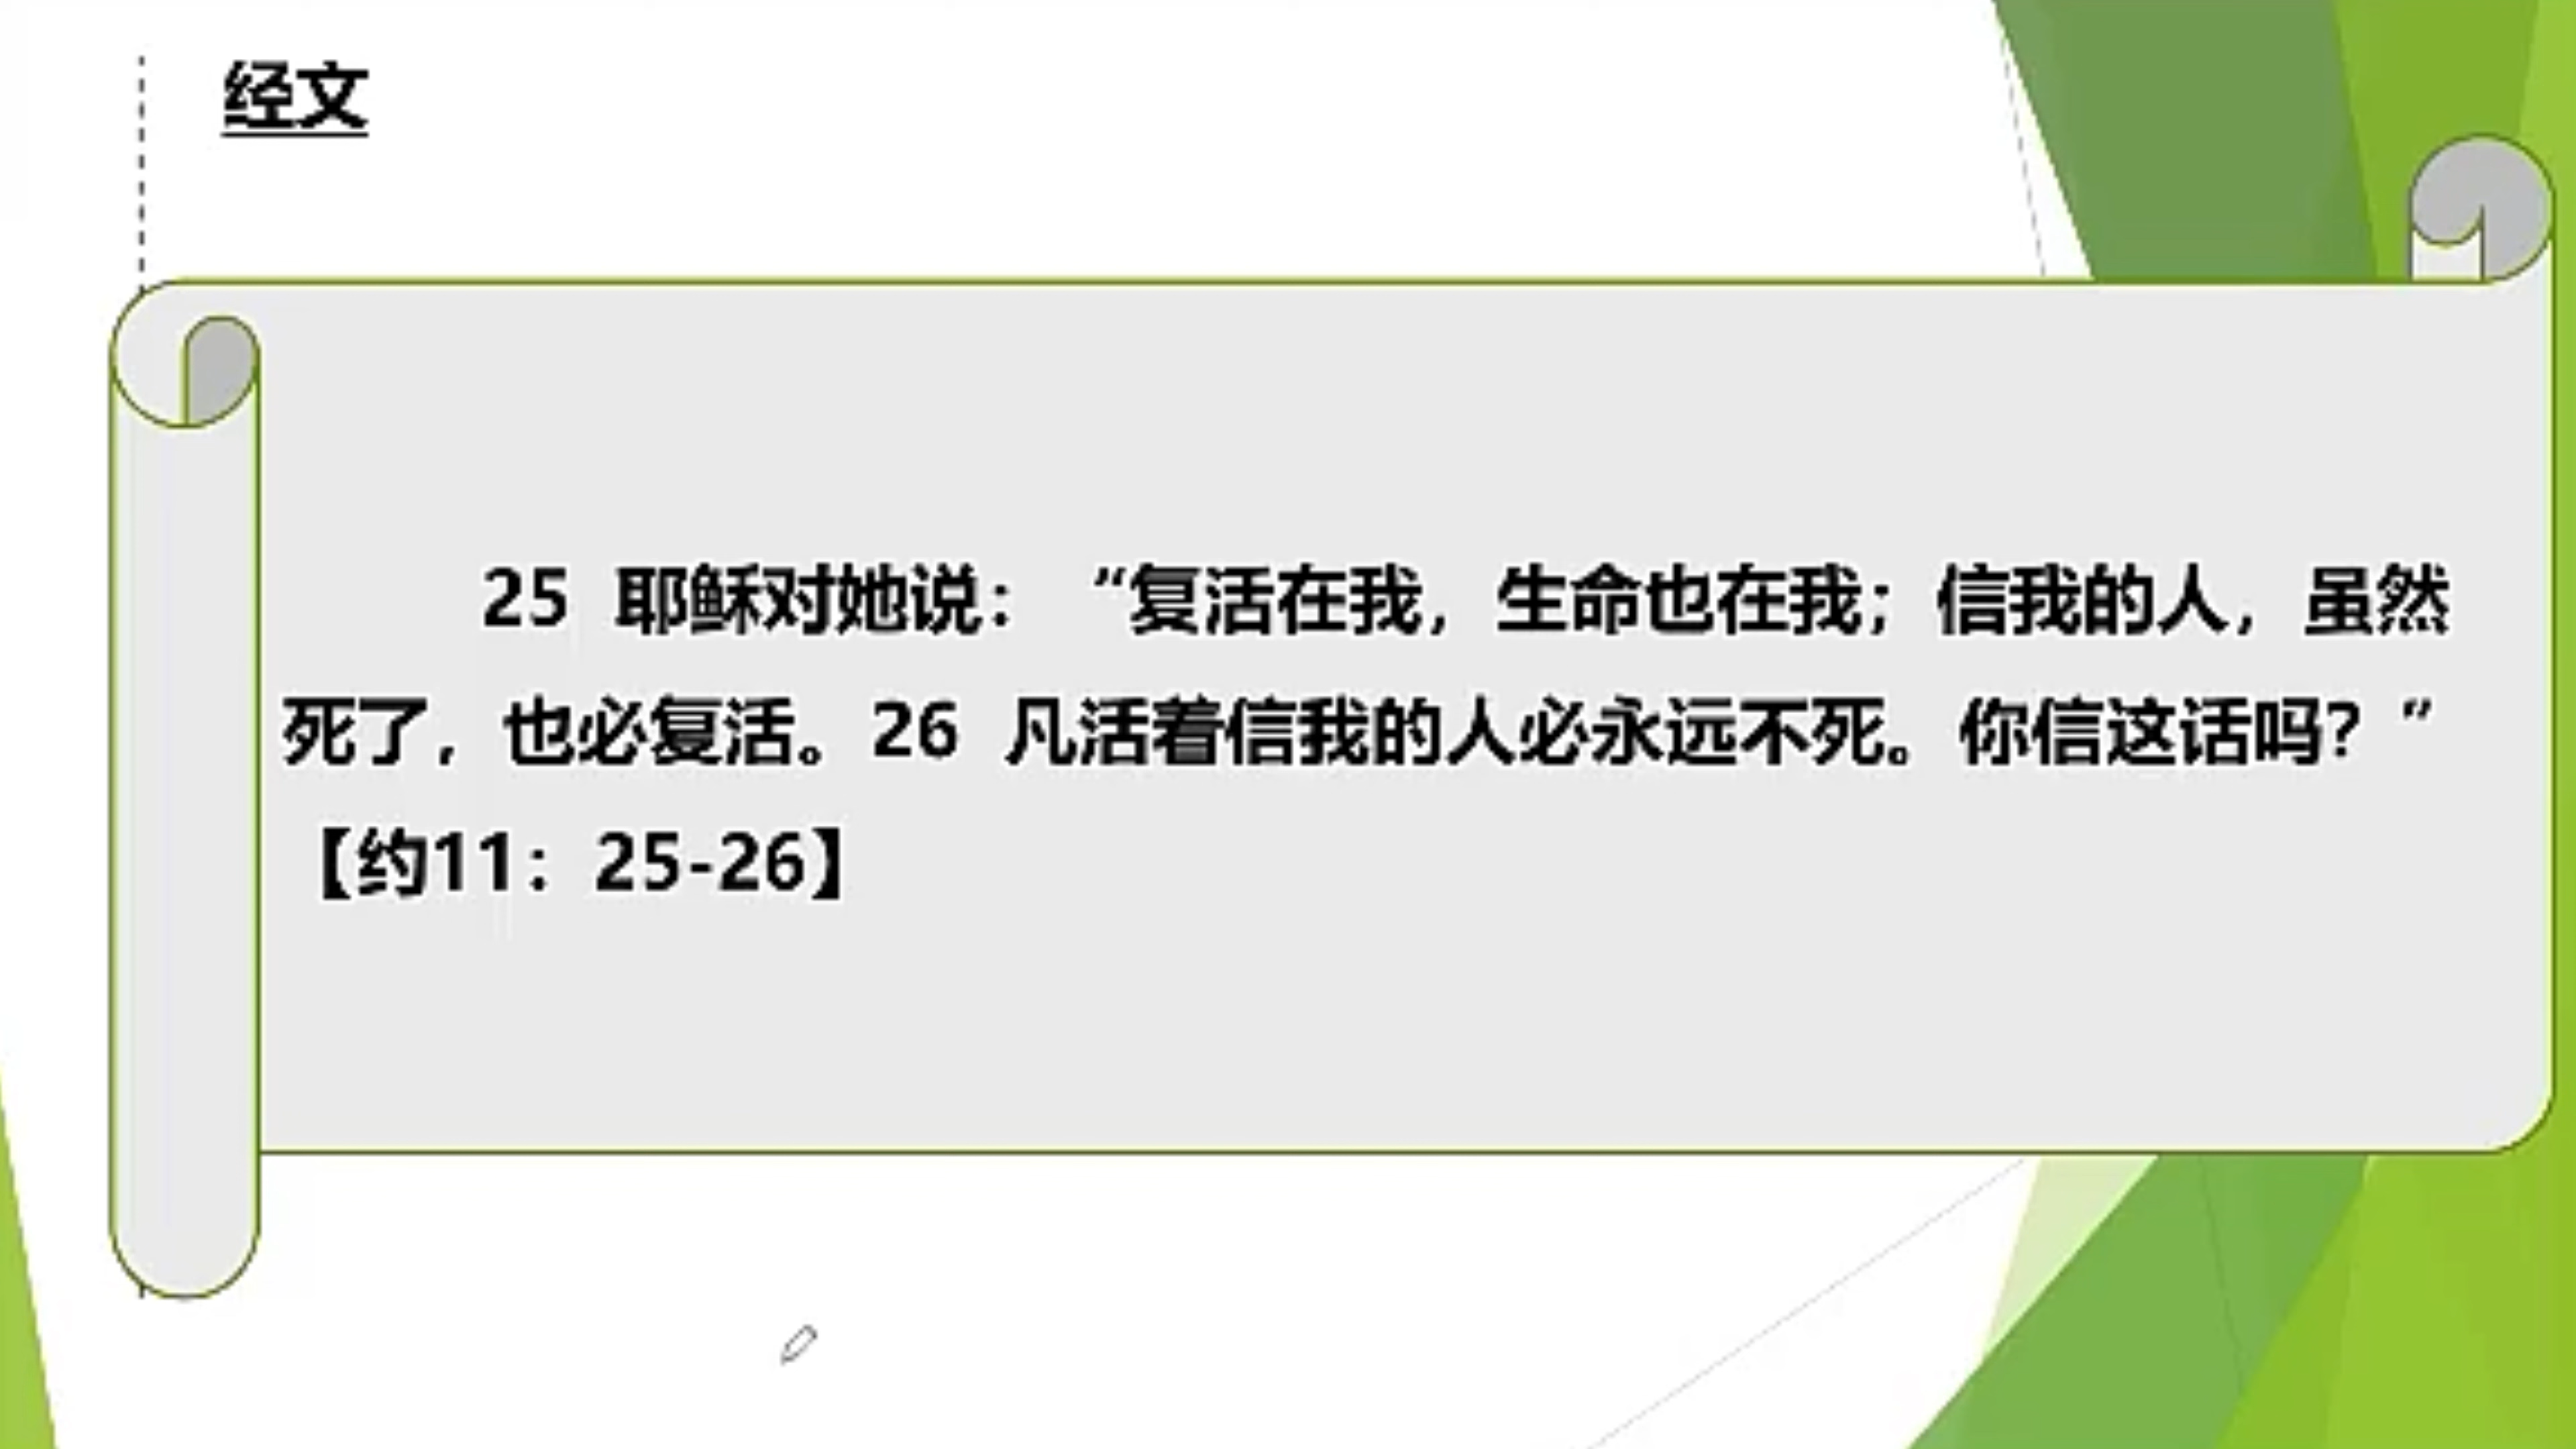 经文
25 耶稣对她说：“复活在我，生命也在我；信我的人，虽然
死了，也必复活。26 凡活着信我的人必永远不死。你信这话吗？”
【约11：25-26】